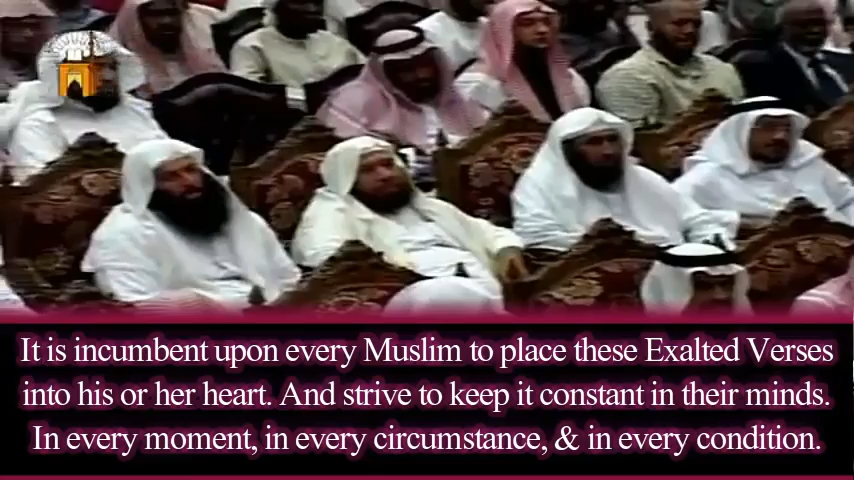 It is incumbent upon every Muslim to place these Exalted Verses
into his or her heart. And strive to keep it constant in their minds.
In every moment, in every circumstance, & in every condition.